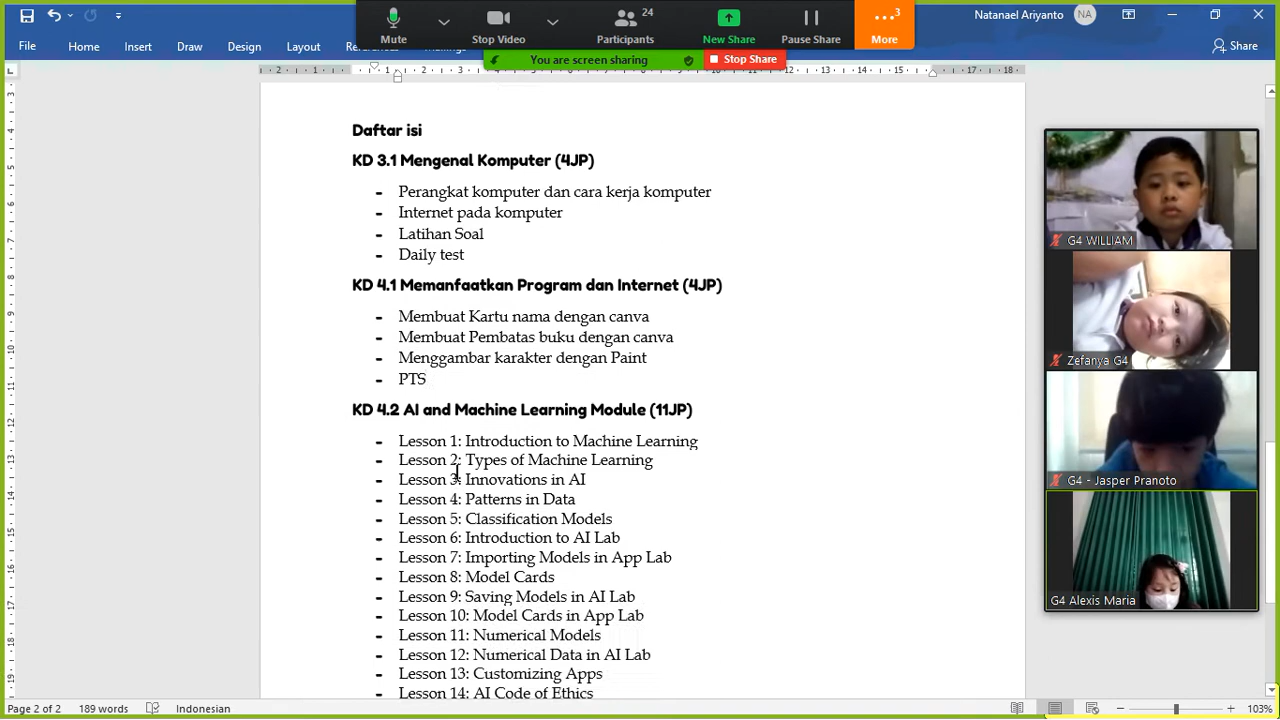 Natanael Ariyanto NA
Mute
Stop Video
24
Participants
New Share
Pause Share
3
More
File
Home
Insert
Draw
Design
Layout
Share
You are screen sharing
Stop Share
2 1 1 2 3 4 17 18
Daftar isi
KD 3.1 Mengenal Komputer (4JP)
- Perangkat komputer dan cara kerja komputer
- Internet pada komputer
- Latihan Soal
- Daily test
KD 4.1 Memanfaatkan Program dan Internet (4JP)
- Membuat Kartu nama dengan canva
- Membuat Pembatas buku dengan canva
- Menggambar karakter dengan Paint
- PTS
KD 4.2 AI and Machine Learning Module (11JP)
- Lesson 1: Introduction to Machine Learning
- Lesson 2: Types of Machine Learning
- Lesson 3: Innovations in AI
- Lesson 4: Patterns in Data
- Lesson 5: Classification Models
- Lesson 6: Introduction to AI Lab
- Lesson 7: Importing Models in App Lab
- Lesson 8: Model Cards
- Lesson 9: Saving Models in AI Lab
- Lesson 10: Model Cards in App Lab
- Lesson 11: Numerical Models
- Lesson 12: Numerical Data in AI Lab
- Lesson 13: Customizing Apps
- Lesson 14: AI Code of Ethics
G4 WILLIAM
Zefanya G4
G4 - Jasper Pranoto
G4 Alexis Maria
Page 2 of 2
189 words
Indonesian
103%